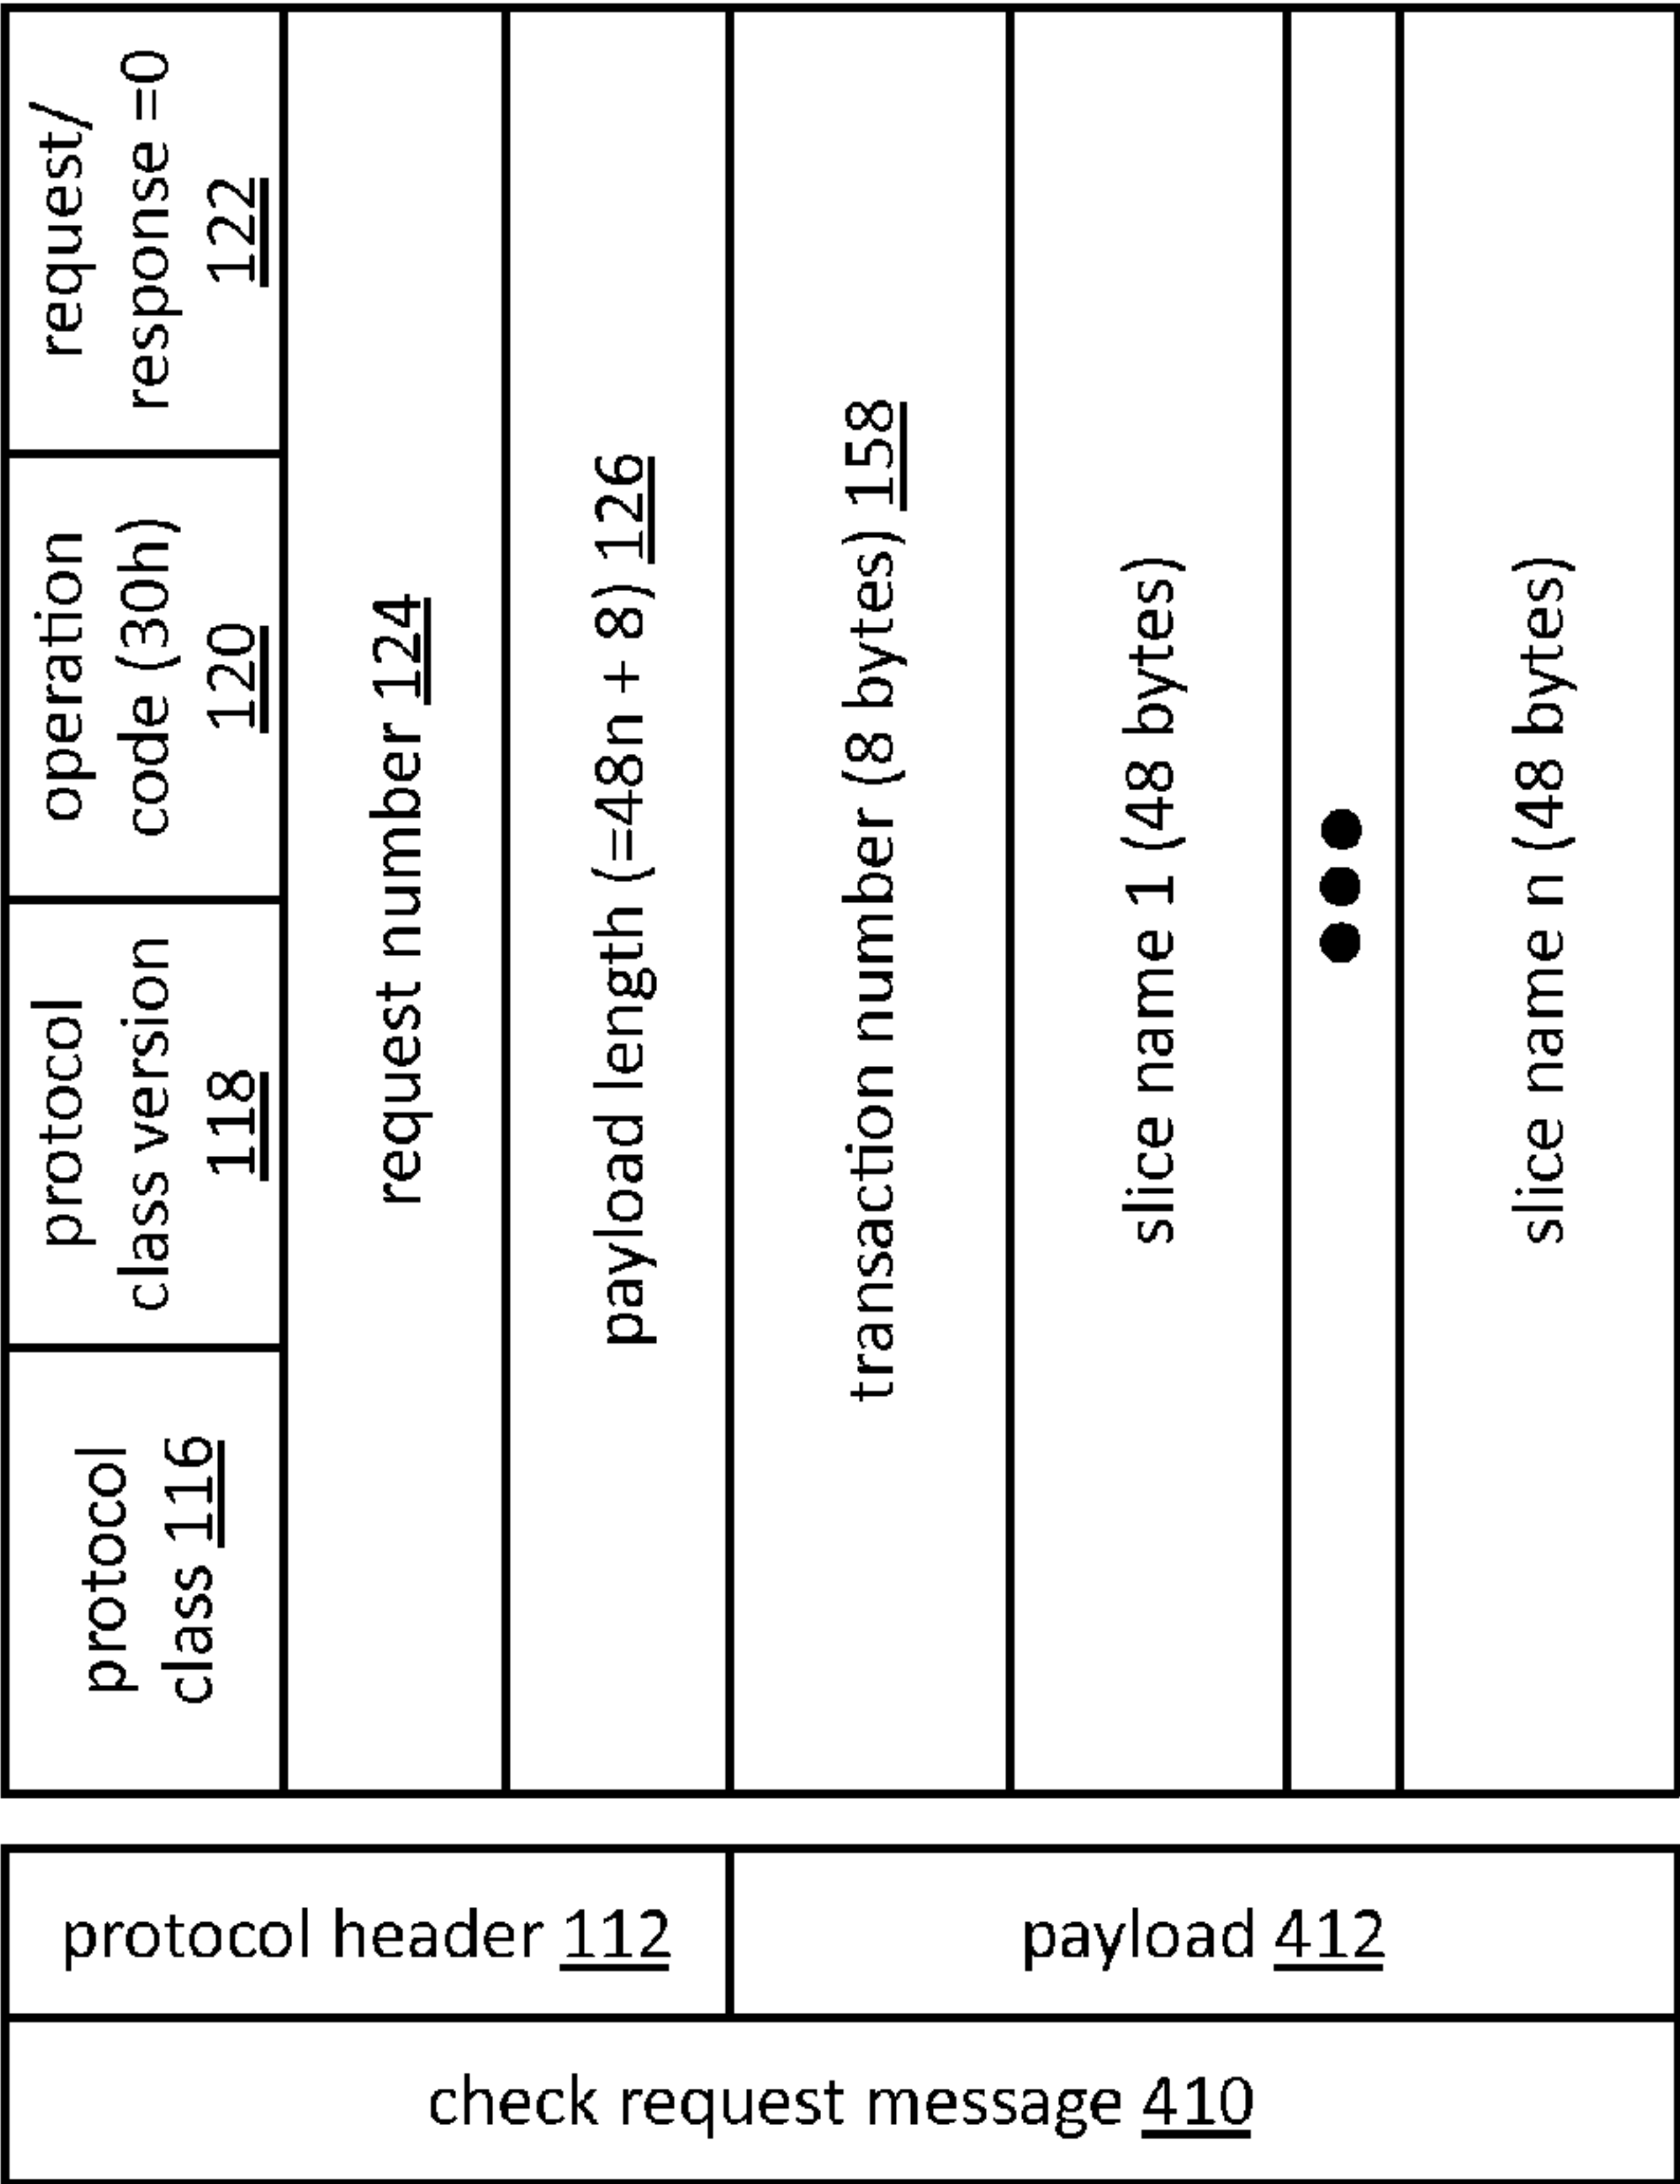 check request message 410
protocol header 112
payload 412
protocol
class 116
protocol
class version
118
operation
code (30h)
120
request/
response =0
122
request number 124
payload length (=48n + 8) 126
transaction number (8 bytes) 158
slice name 1 (48 bytes)
●●●
slice name n (48 bytes)